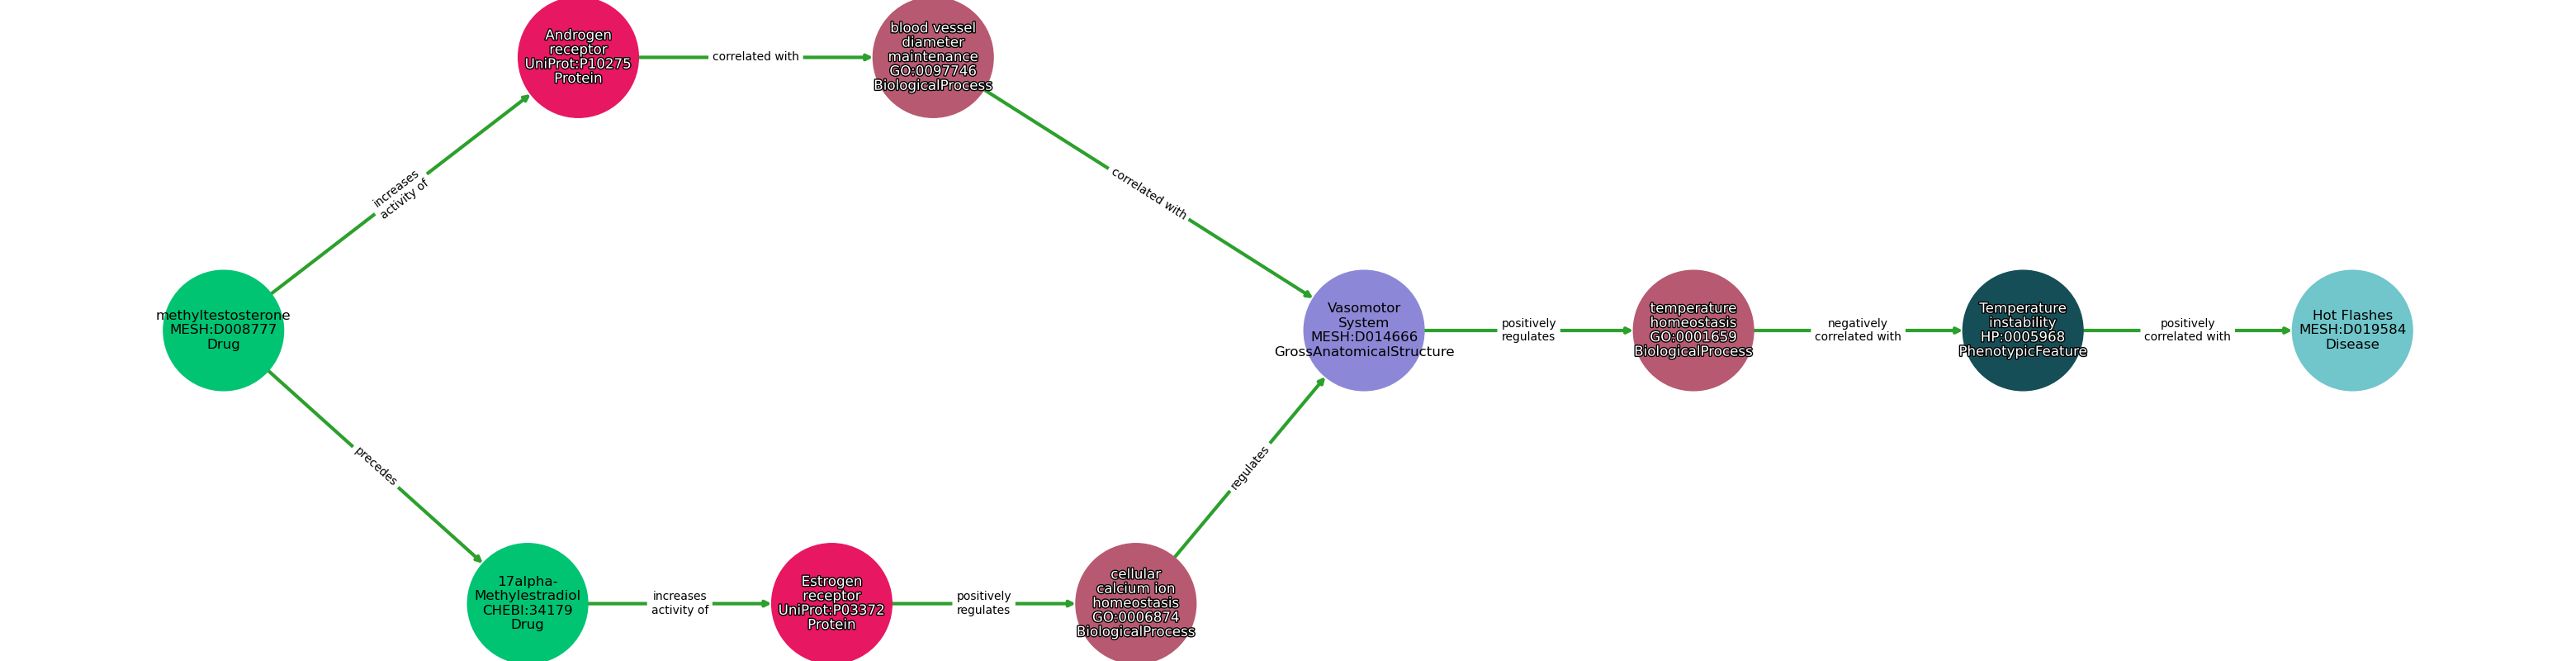 Androgen
receptor
UniProt:P10275
Protein
correlated with
blood vessel
diameter
maintenance
GO:0097746
BiologicalProcess
increases
activity of
correlated with
methyltestosterone
MESH:D008777
Drug
Vasomotor
System
MESH:D014666
GrossAnatomicalStructure
positively
regulates
temperature
homeostasis
GO:0001659
BiologicalProcess
negatively
correlated with
Temperature
instability
HP:0005968
PhenotypicFeature
positively
correlated with
Hot Flashes
MESH:D019584
Disease
precedes
regulates
17alpha-
Methylestradiol
CHEBI:34179
Drug
increases
activity of
Estrogen
receptor
UniProt:P03372
Protein
positively
regulates
cellular
calcium ion
homeostasis
GO:0006874
BiologicalProcess